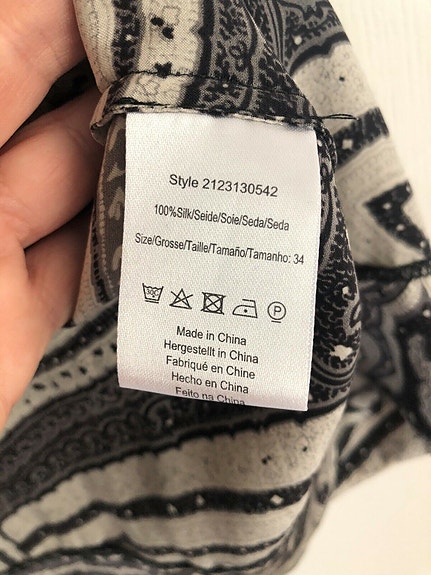 Style 2123130542
100%Silk/Seide/Soie/Seda/Seda
Size/Grosse/Taille/Tamaño/Tamanho: 34
30C P
Made in China
Hergestellt in China
Fabriqué en Chine
Hecho en China
Feito na China